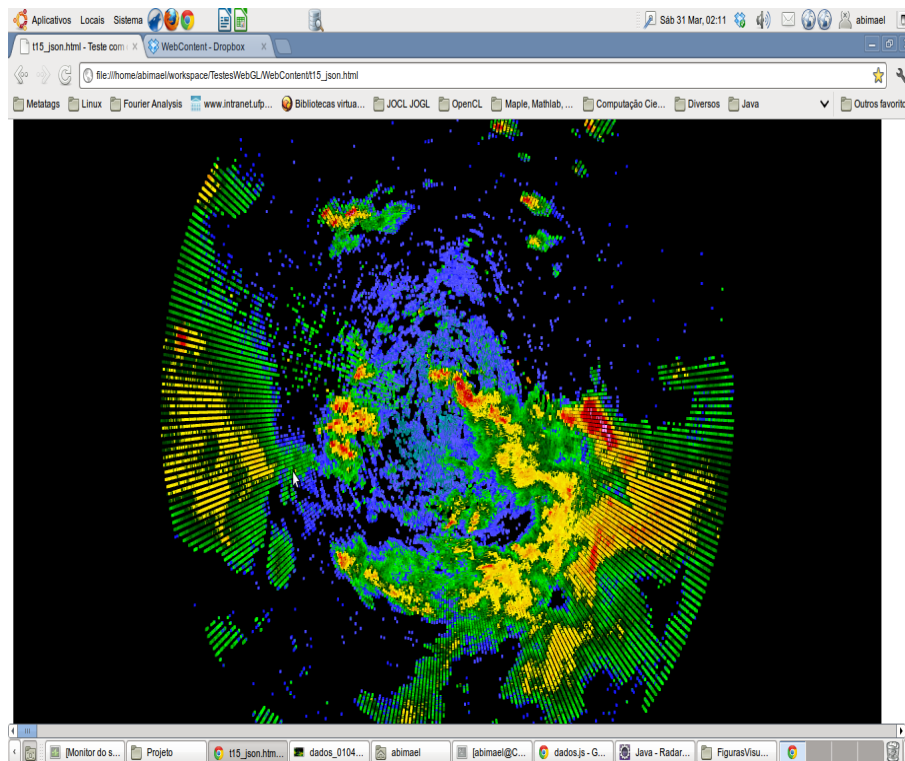 Aplicativos Locais Sistema Sáb 31 Mar, 02:11 abimael
t15_json.html - Teste com WebContent - Dropbox
file:///home/abimael/workspace/TestesWebGL/WebContent/t15_json.html
Metatags Linux Fourier Analysis www.intranet.ufp... Bibliotecas virtua... JOCL JOGL OpenCL Maple, Mathlab, ... Computação Cie... Diversos Java Outros favorito
[Monitor do s... Projeto t15_json.htm... dados_0104... abimael [abimael@C... dados.js - G... Java - Radar... FigurasVisu...